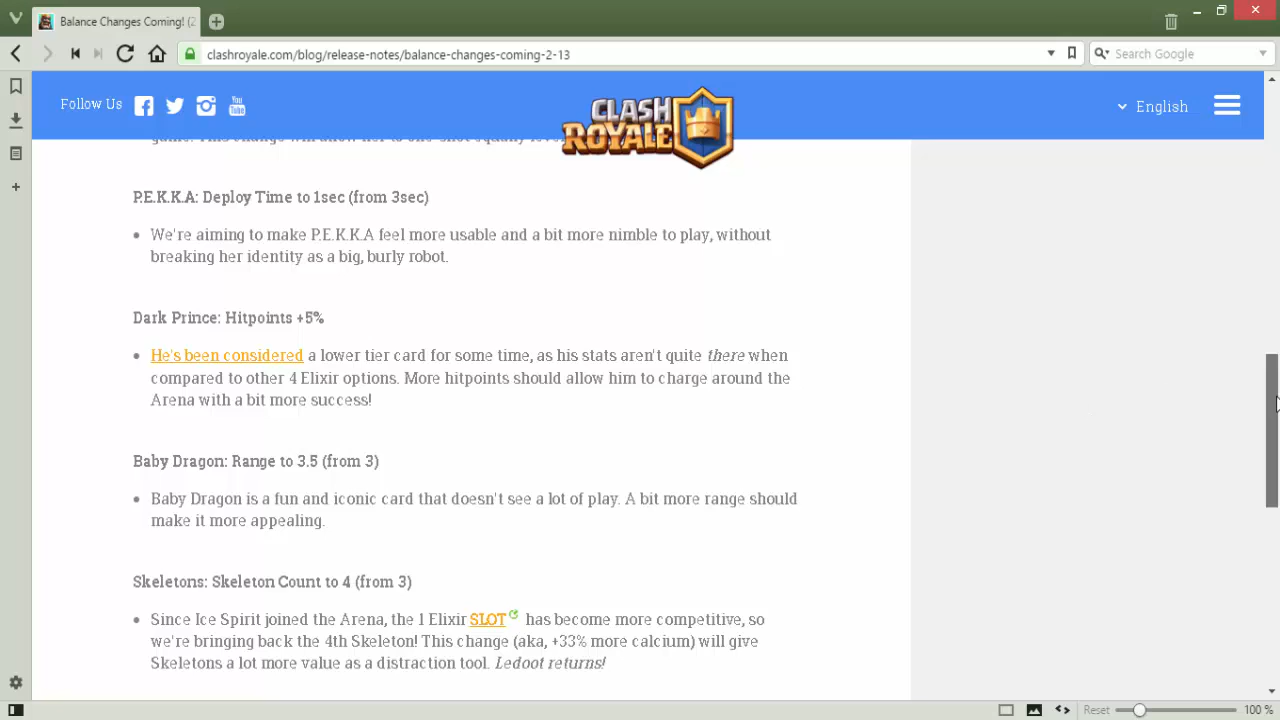 Balance Changes Coming! (2
clashroyale.com/blog/release-notes/balance-changes-coming-2-13
Search Google
Follow Us
You
Tube
CLASH
ROYALE
English
P.E.K.K.A: Deploy Time to 1sec (from 3sec)
We're aiming to make P.E.K.K.A feel more usable and a bit more nimble to play, without
breaking her identity as a big, burly robot.
Dark Prince: Hitpoints +5%
He's been considered a lower tier card for some time, as his stats aren't quite there when
compared to other 4 Elixir options. More hitpoints should allow him to charge around the
Arena with a bit more success!
Baby Dragon: Range to 3.5 (from 3)
Baby Dragon is a fun and iconic card that doesn't see a lot of play. A bit more range should
make it more appealing.
Skeletons: Skeleton Count to 4 (from 3)
Since Ice Spirit joined the Arena, the 1 Elixir SLOT has become more competitive, so
we're bringing back the 4th Skeleton! This change (aka, +33% more calcium) will give
Skeletons a lot more value as a distraction tool. Ledoot returns!
Reset
100 %